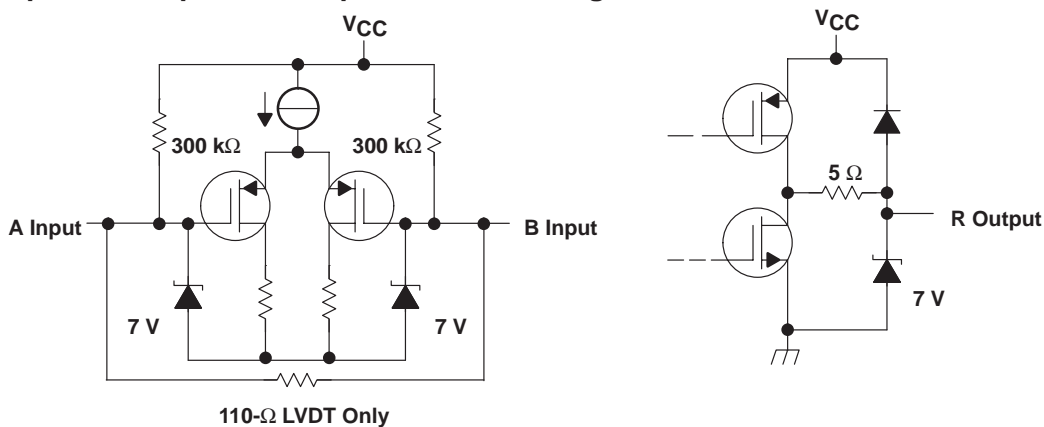 VCC
300 kΩ
300 kΩ
A Input
B Input
7 V
7 V
110-Ω LVDT Only
VCC
5 Ω
R Output
7 V